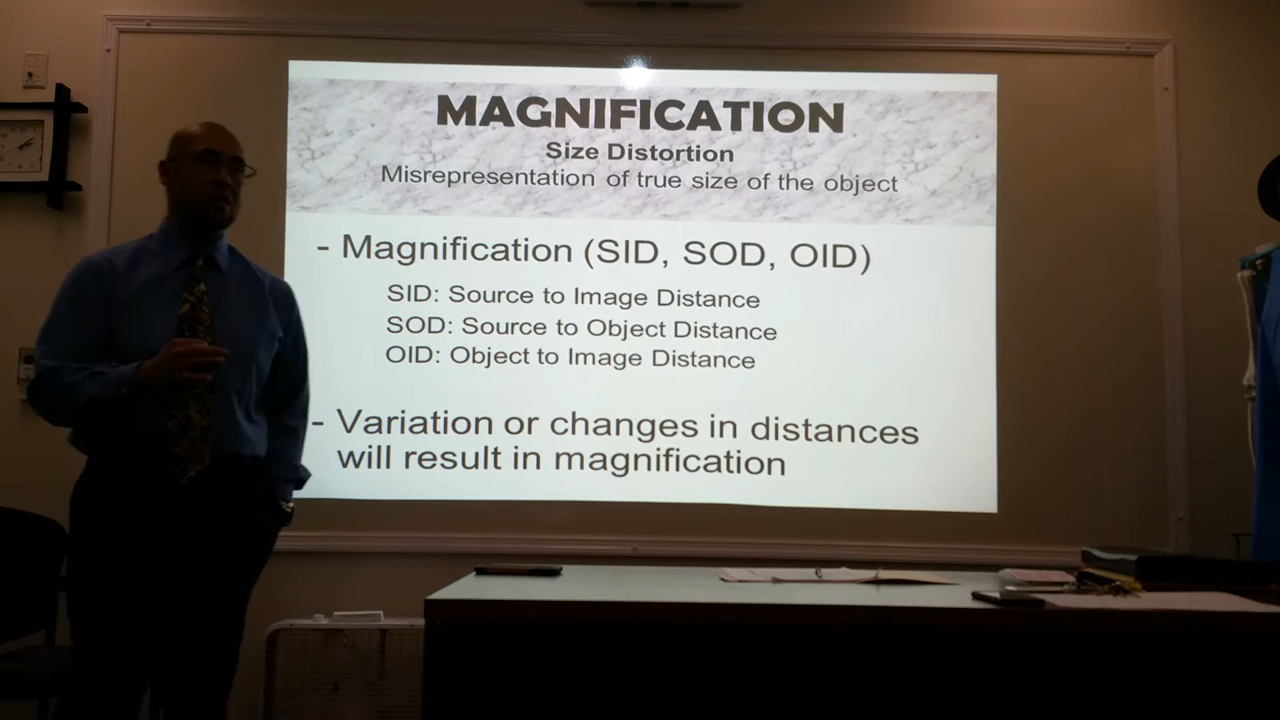 MAGNIFICATION
Size Distortion
Misrepresentation of true size of the object
- Magnification (SID, SOD, OID)
SID: Source to Image Distance
SOD: Source to Object Distance
OID: Object to Image Distance
- Variation or changes in distances
will result in magnification